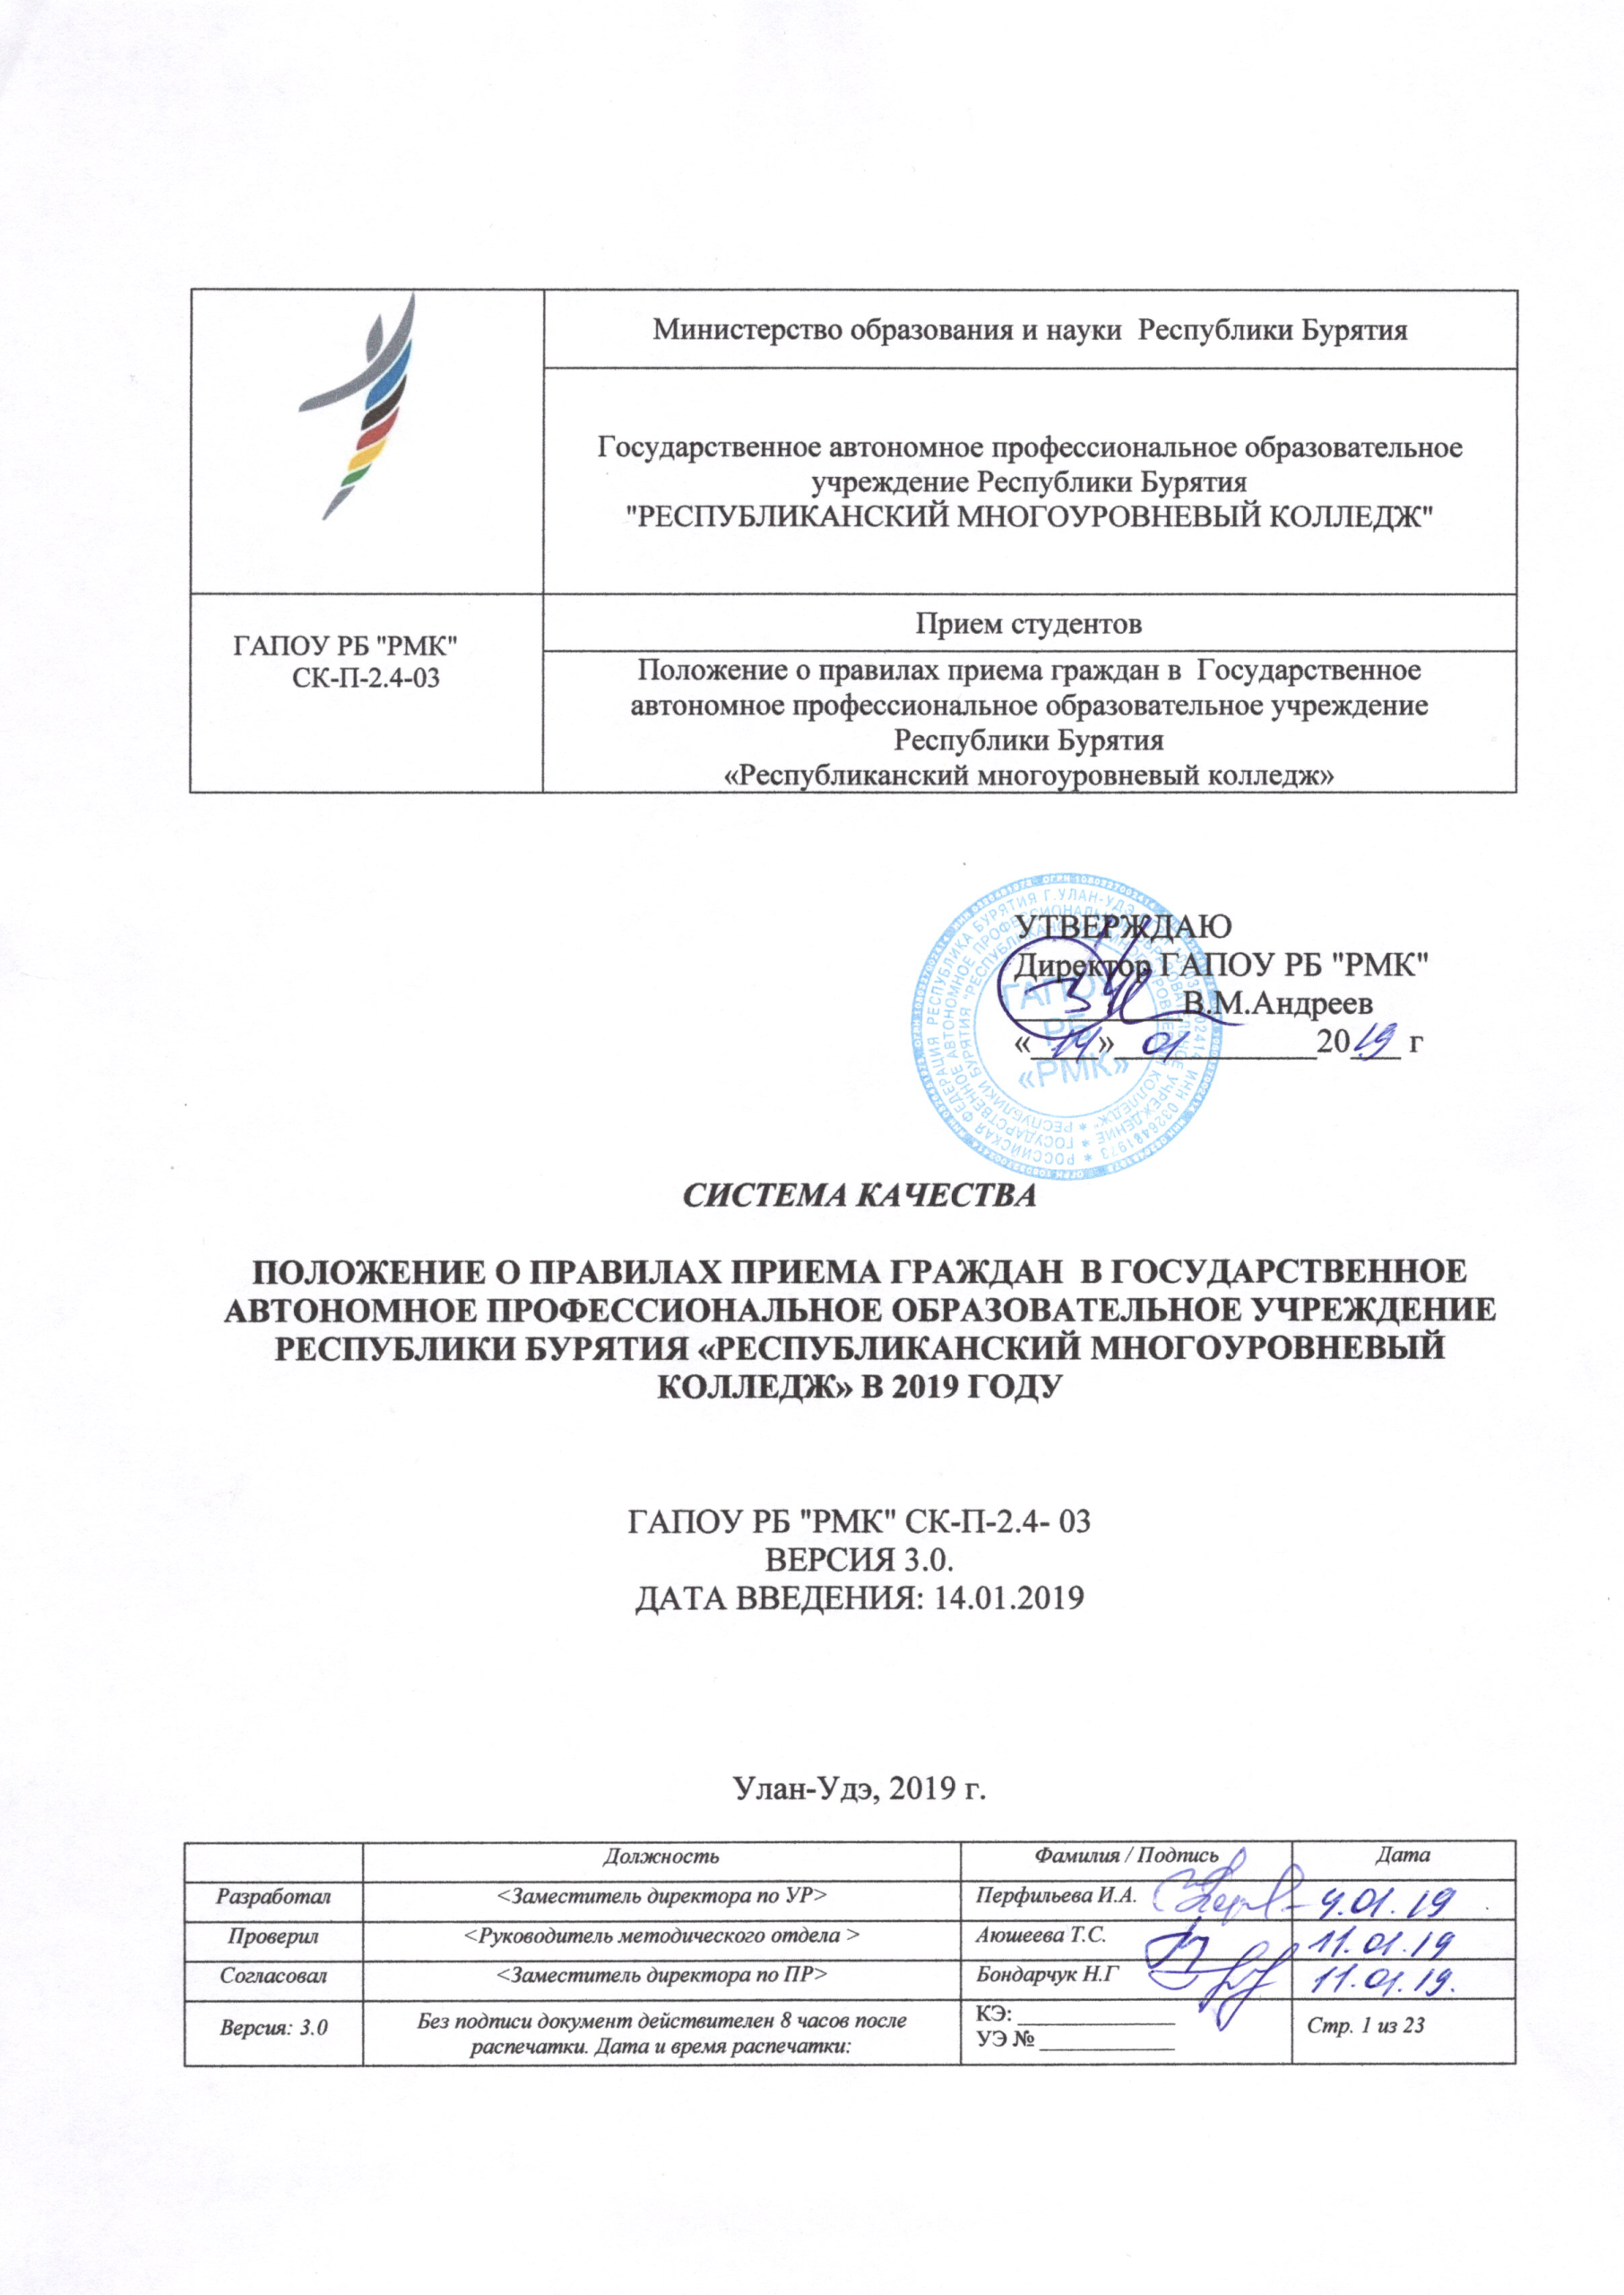 Министерство образования и науки Республики Бурятия
Государственное автономное профессиональное образовательное
учреждение Республики Бурятия
"РЕСПУБЛИКАНСКИЙ МНОГОУРОВНЕВЫЙ КОЛЛЕДЖ"
ГАПОУ РБ "РМК"
СК-П-2.4-03
Прием студентов
Положение о правилах приема граждан в Государственное
автономное профессиональное образовательное учреждение
Республики Бурятия
«Республиканский многоуровневый колледж»
УТВЕРЖДАЮ
Директор ГАПОУ РБ "РМК"
__________В.М.Андреев
«14» 01 2019 г
ГАПОУ
РБ
«РМК»
СИСТЕМА КАЧЕСТВА
ПОЛОЖЕНИЕ О ПРАВИЛАХ ПРИЕМА ГРАЖДАН В ГОСУДАРСТВЕННОЕ
АВТОНОМНОЕ ПРОФЕССИОНАЛЬНОЕ ОБРАЗОВАТЕЛЬНОЕ УЧРЕЖДЕНИЕ
РЕСПУБЛИКИ БУРЯТИЯ «РЕСПУБЛИКАНСКИЙ МНОГОУРОВНЕВЫЙ
КОЛЛЕДЖ» В 2019 ГОДУ
ГАПОУ РБ "РМК" СК-П-2.4- 03
ВЕРСИЯ 3.0.
ДАТА ВВЕДЕНИЯ: 14.01.2019
Улан-Удэ, 2019 г.
Должность Фамилия / Подпись Дата
Разработал <Заместитель директора по УР> Перфильева И.А. 9.01.19
Проверил <Руководитель методического отдела > Аюшеева Т.С. 11.01.19
Согласовал <Заместитель директора по ПР> Бондарчук Н.Г 11.01.19.
Версия: 3.0 Без подписи документ действителен 8 часов после
распечатки. Дата и время распечатки:
КЭ: ______________
УЭ № ____________
Стр. 1 из 23